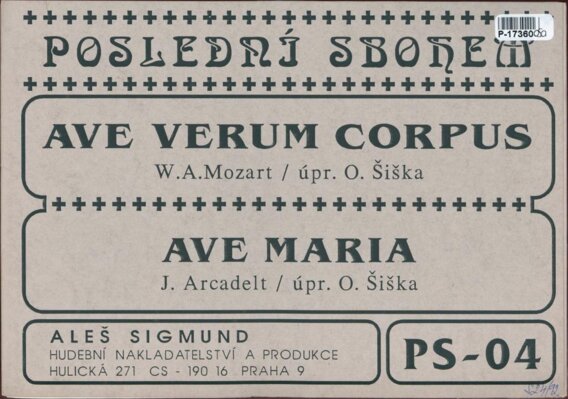 P-17360
POSLEDNÍ SBOHEM
AVE VERUM CORPUS
W.A.Mozart / úpr. O. Šiška
AVE MARIA
J. Arcadelt / úpr. O. Šiška
ALEŠ SIGMUND
HUDEBNÍ NAKLADATELSTVÍ A PRODUKCE
HULICKÁ 271 CS - 190 16 PRAHA 9
PS-04